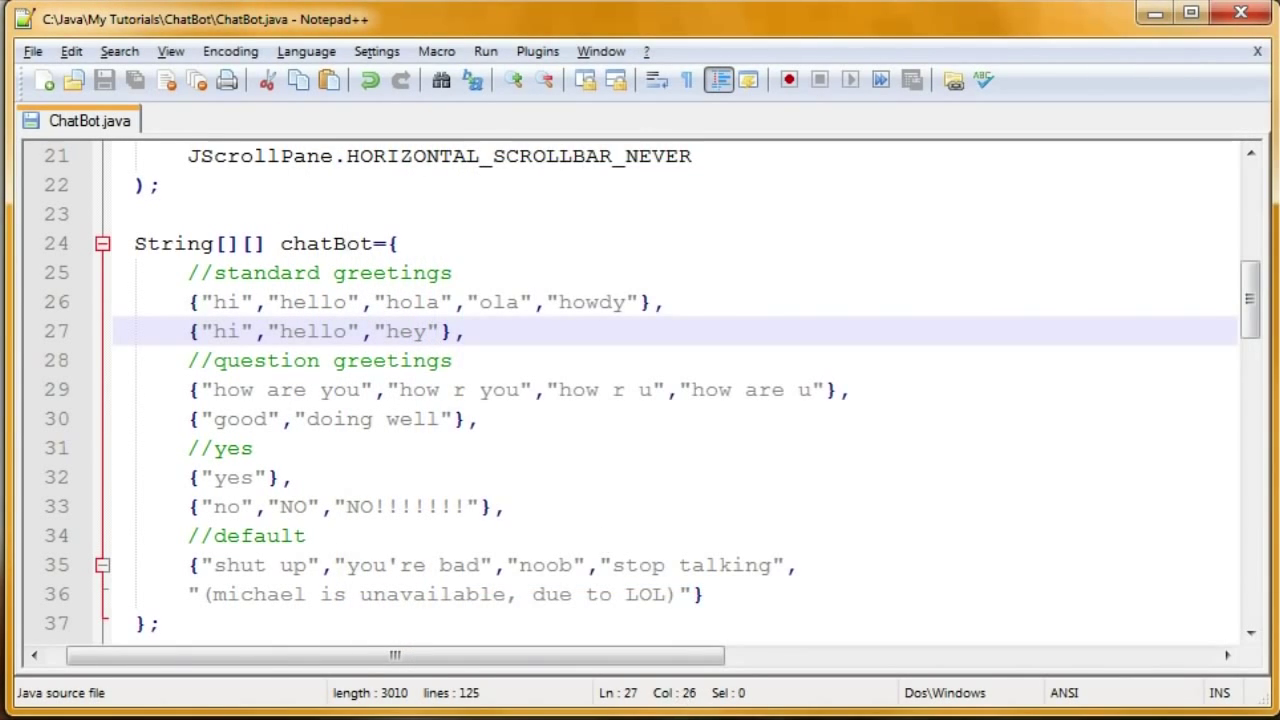 C:\Java\My Tutorials\ChatBot\ChatBot.java - Notepad++
File Edit Search View Encoding Language Settings Macro Run Plugins Window ? X
ABC
ChatBot.java
21 JScrollPane.HORIZONTAL_SCROLLBAR_NEVER
22 );
23
24 String[][] chatBot={
25 //standard greetings
26 {"hi","hello","hola","ola","howdy"},
27 {"hi","hello","hey"},
28 //question greetings
29 {"how are you","how r you","how r u","how are u"},
30 {"good","doing well"},
31 //yes
32 {"yes"},
33 {"no","NO","NO!!!!!!!"},
34 //default
35 {"shut up","you're bad","noob","stop talking",
36 "(michael is unavailable, due to LOL)"}
37 };
Java source file length : 3010 lines : 125 Ln : 27 Col : 26 Sel : 0 Dos\Windows ANSI INS